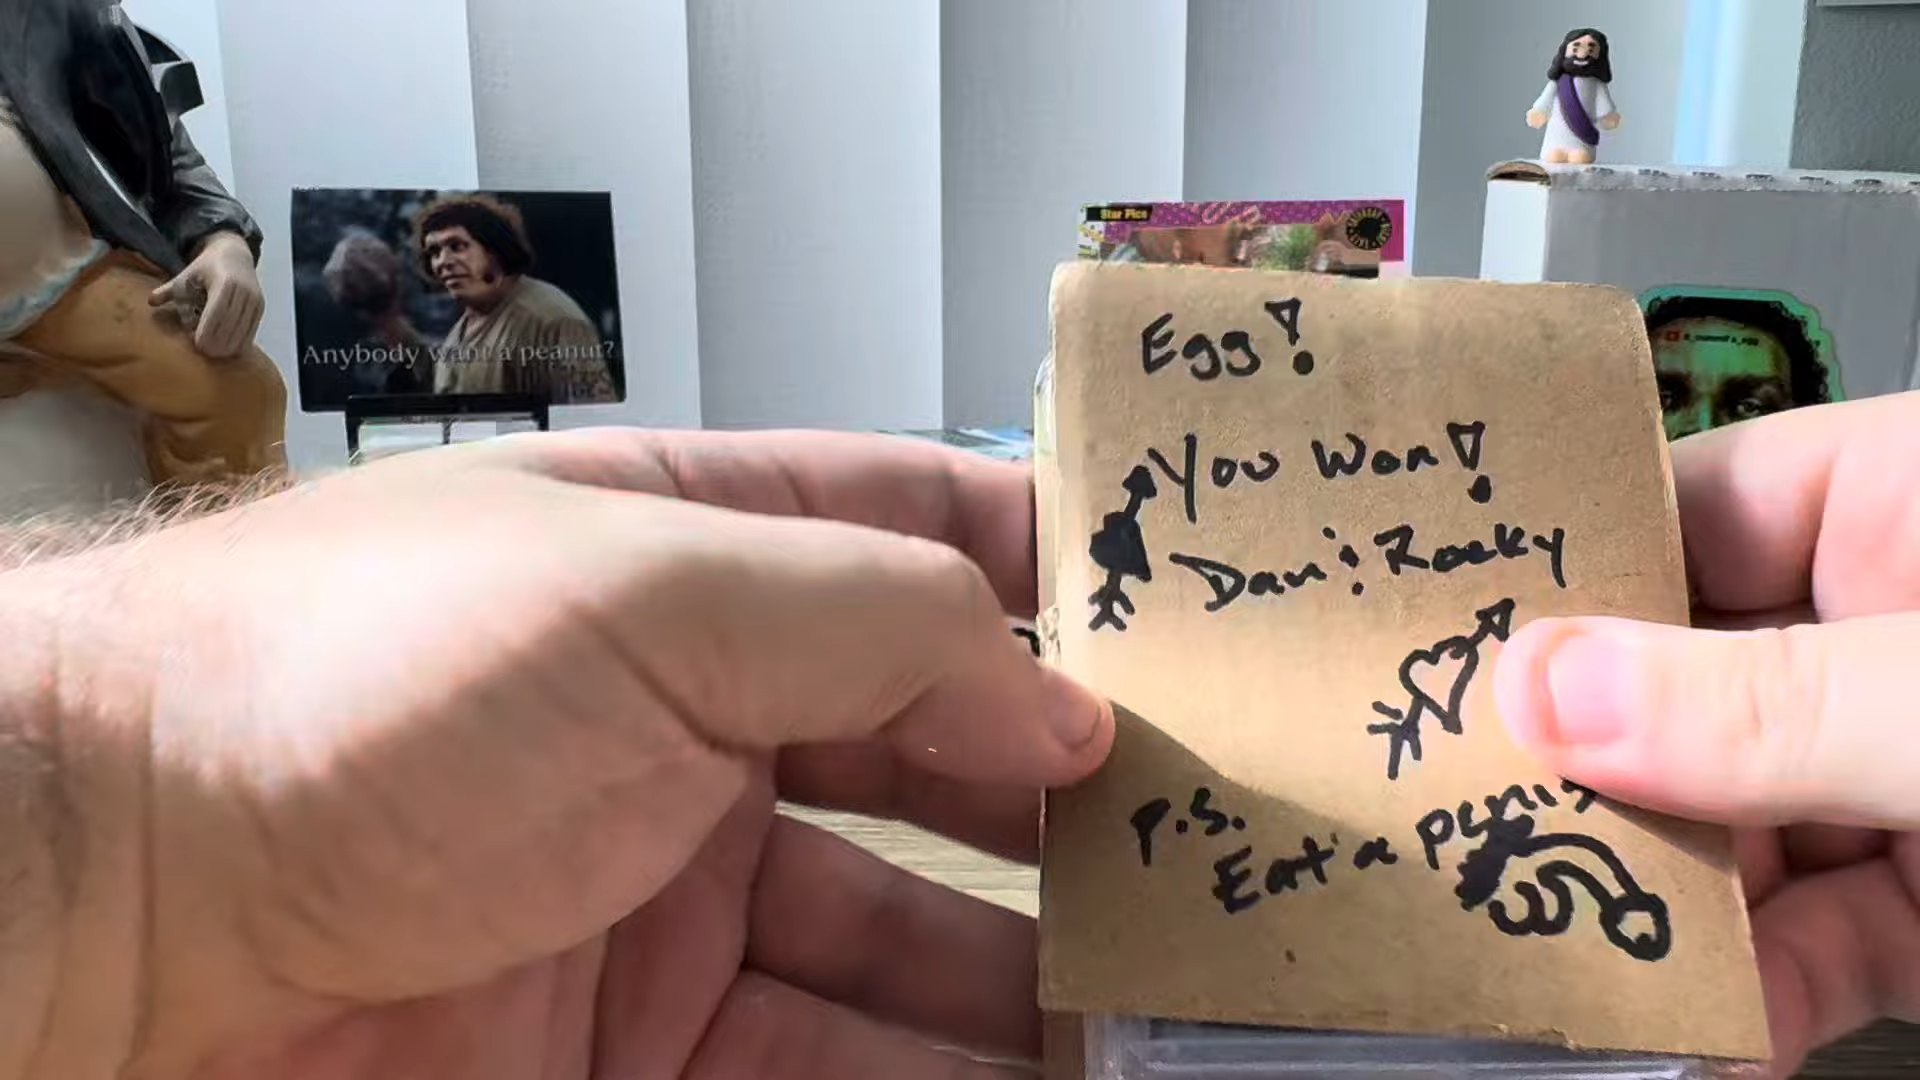 Anybody want a peanut?
Star Pics
Egg!
You Won!
Dan & Rocky
P.S.
Eat a penis